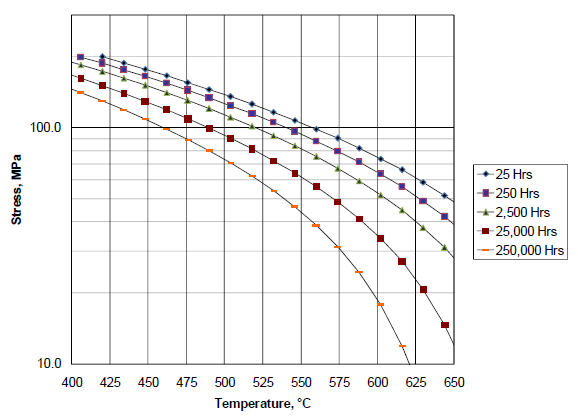 100.0
10.0
Stress, MPa
400 425 450 475 500 525 550 575 600 625 650
Temperature, °C
25 Hrs
250 Hrs
2,500 Hrs
25,000 Hrs
250,000 Hrs